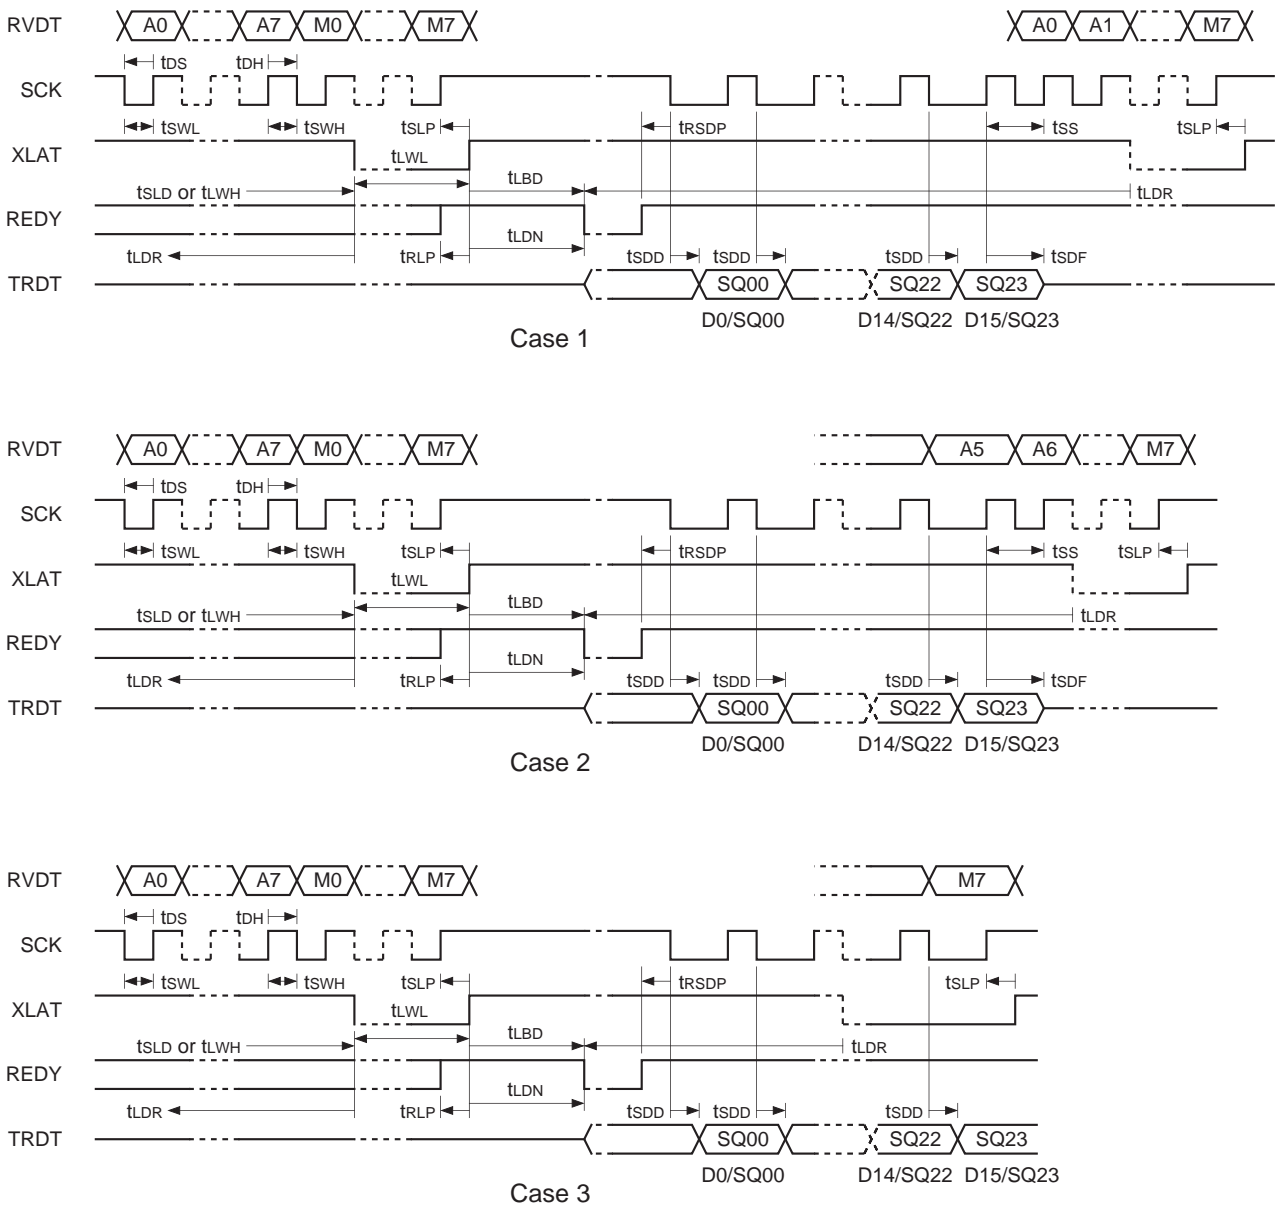 RVDT A0 A7 M0 M7 A0 A1 M7
tDS tDH
SCK
tSWL tSWH tSLP tRSDP tSS tSLP
XLAT tLWL
tSLD or tLWH tLBD tLDR
REDY
tLDR tRLP tLDN tSDD tSDD tSDD tSDF
TRDT SQ00 SQ22 SQ23
D0/SQ00 D14/SQ22 D15/SQ23
Case 1
RVDT A0 A7 M0 M7 A5 A6 M7
tDS tDH
SCK
tSWL tSWH tSLP tRSDP tSS tSLP
XLAT tLWL
tSLD or tLWH tLBD tLDR
REDY
tLDR tRLP tLDN tSDD tSDD tSDD tSDF
TRDT SQ00 SQ22 SQ23
D0/SQ00 D14/SQ22 D15/SQ23
Case 2
RVDT A0 A7 M0 M7 M7
tDS tDH
SCK
tSWL tSWH tSLP tRSDP tSLP
XLAT tLWL
tSLD or tLWH tLBD tLDR
REDY
tLDR tRLP tLDN tSDD tSDD tSDD
TRDT SQ00 SQ22 SQ23
D0/SQ00 D14/SQ22 D15/SQ23
Case 3